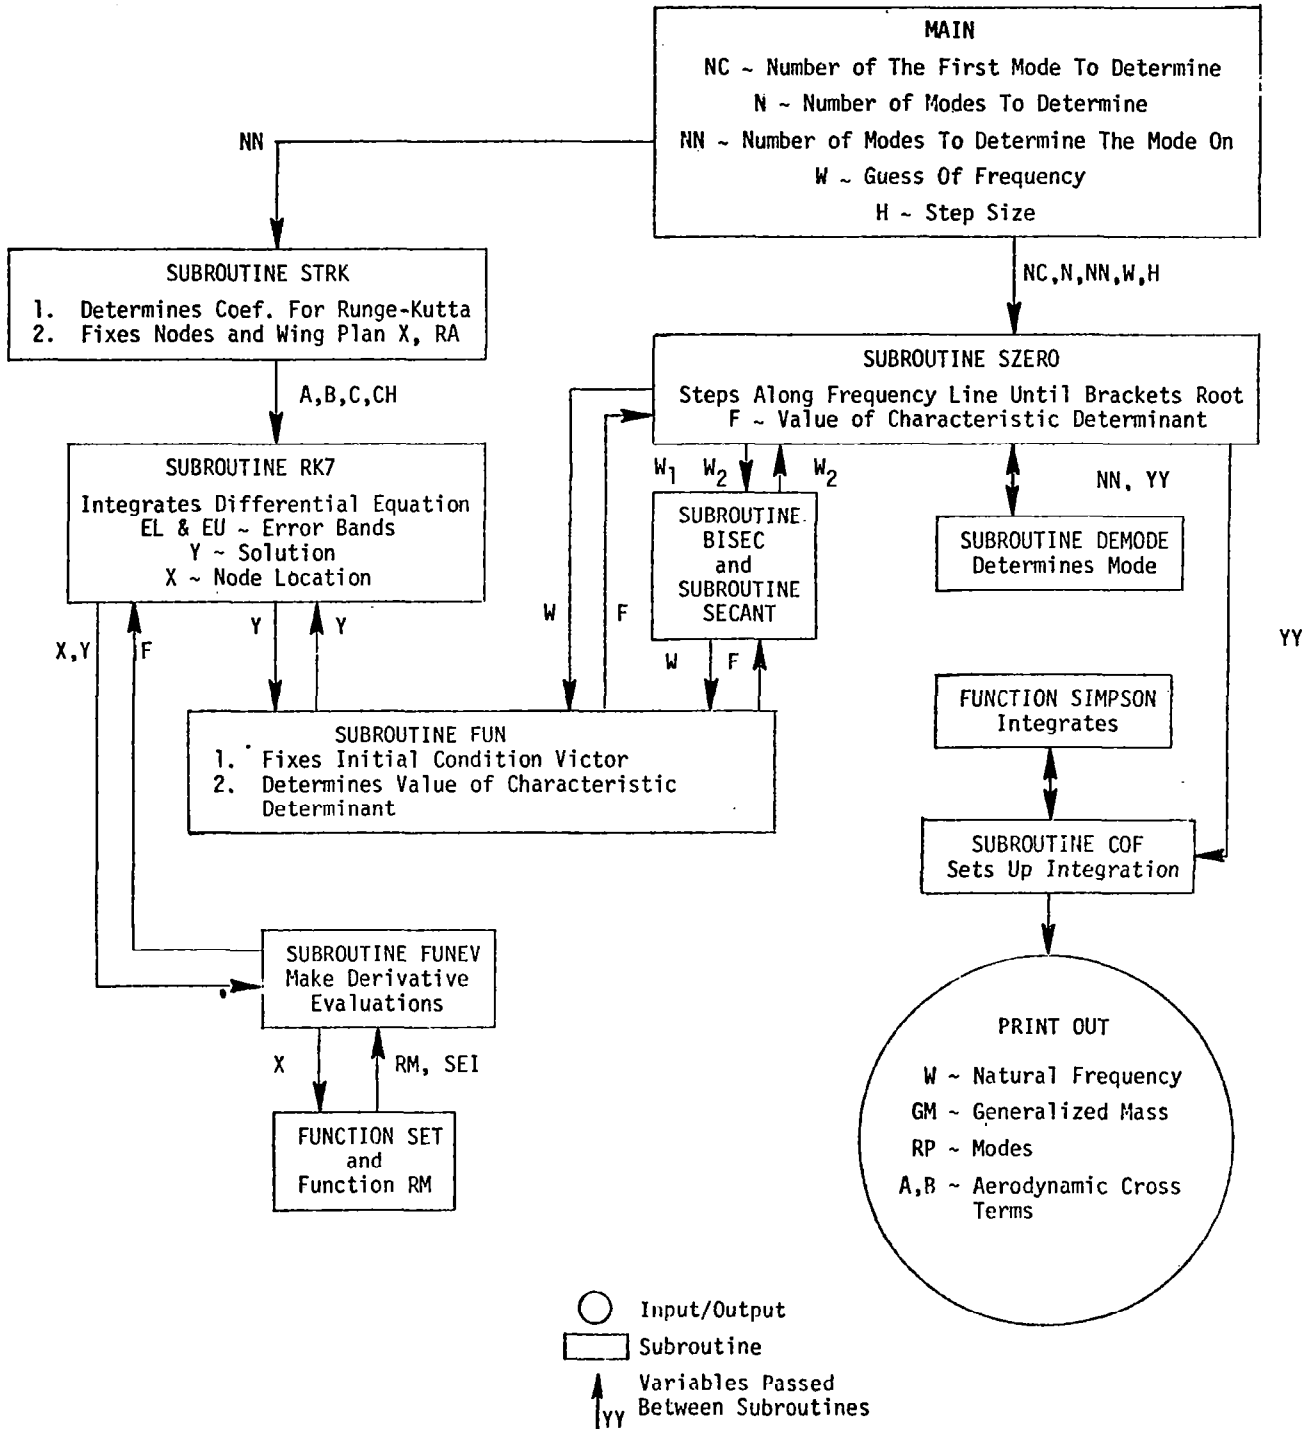 MAIN
NC ~ Number of The First Mode To Determine
N ~ Number of Modes To Determine
NN ~ Number of Modes To Determine The Mode On
W ~ Guess Of Frequency
H ~ Step Size
NN
NC,N,NN,W,H
SUBROUTINE STRK
1. Determines Coef. For Runge-Kutta
2. Fixes Nodes and Wing Plan X, RA
A,B,C,CH
SUBROUTINE SZERO
Steps Along Frequency Line Until Brackets Root
F ~ Value of Characteristic Determinant
SUBROUTINE RK7
Integrates Differential Equation
EL & EU ~ Error Bands
Y ~ Solution
X ~ Node Location
W1 W2 W2
NN, YY
SUBROUTINE
BISEC
and
SUBROUTINE
SECANT
SUBROUTINE DEMODE
Determines Mode
X,Y F
Y Y
W F
W F
YY
FUNCTION SIMPSON
Integrates
SUBROUTINE FUN
1. Fixes Initial Condition Victor
2. Determines Value of Characteristic
Determinant
SUBROUTINE COF
Sets Up Integration
SUBROUTINE FUNEV
Make Derivative
Evaluations
X RM, SEI
FUNCTION SET
and
Function RM
PRINT OUT
W ~ Natural Frequency
GM ~ Generalized Mass
RP ~ Modes
A,B ~ Aerodynamic Cross
Terms
Input/Output
Subroutine
Variables Passed
YY Between Subroutines